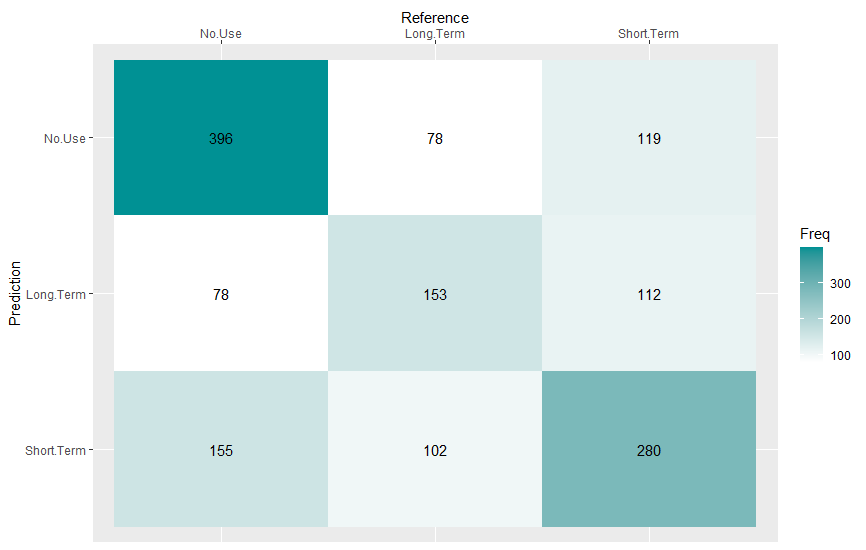 Reference
No.Use Long.Term Short.Term
No.Use 396 78 119
Long.Term 78 153 112
Short.Term 155 102 280
Prediction
Freq
300
200
100